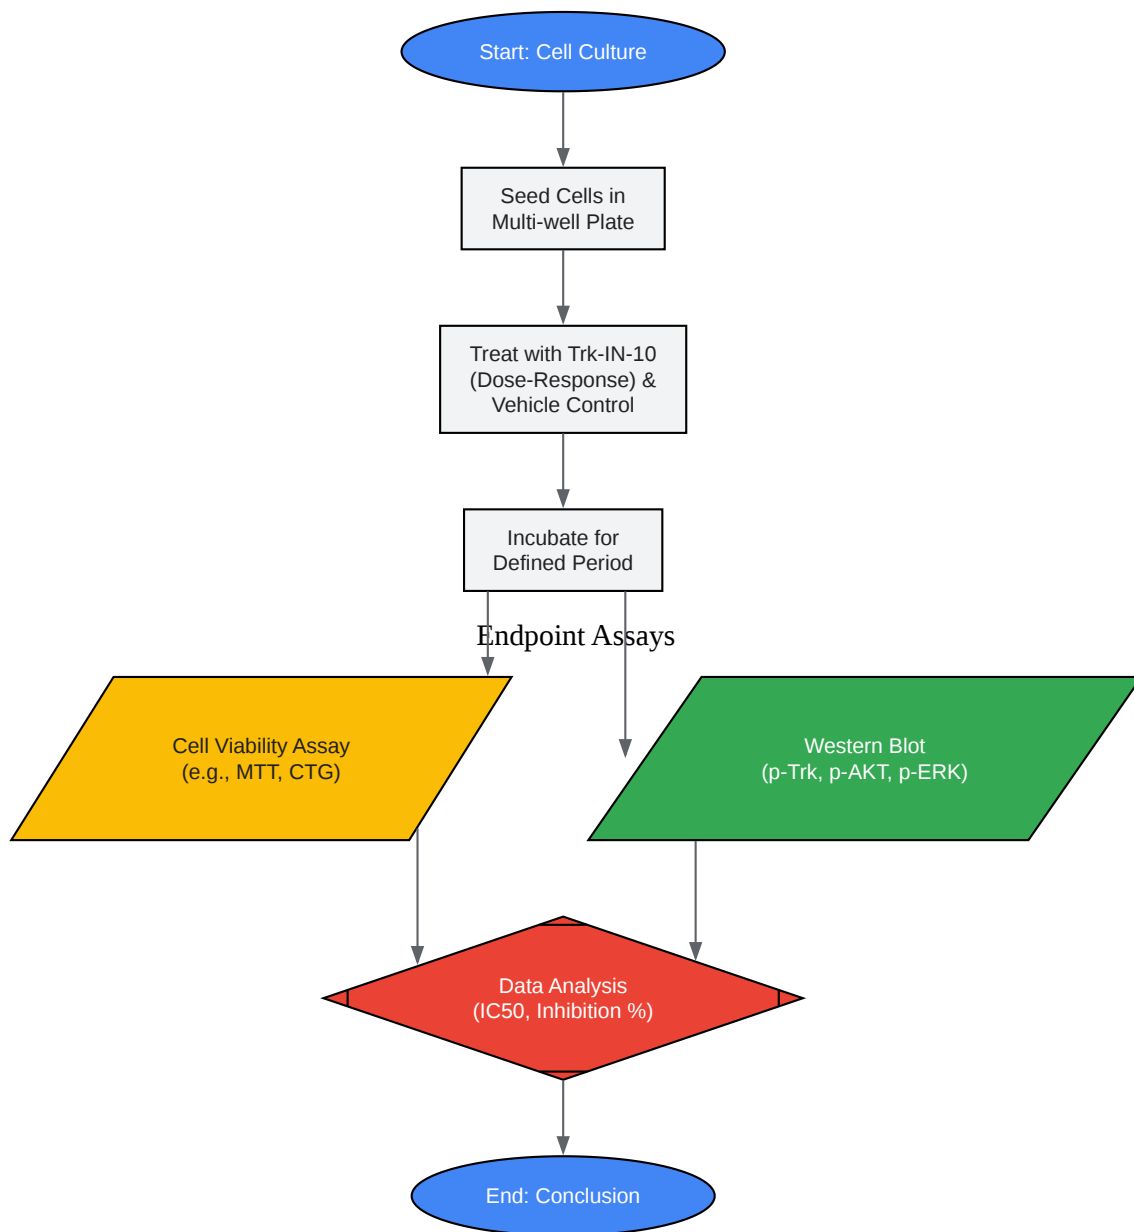 Start: Cell Culture
Seed Cells in
Multi-well Plate
Treat with Trk-IN-10
(Dose-Response) &
Vehicle Control
Incubate for
Defined Period
Endpoint Assays
Cell Viability Assay
(e.g., MTT, CTG)
Western Blot
(p-Trk, p-AKT, p-ERK)
Data Analysis
(IC50, Inhibition %)
End: Conclusion